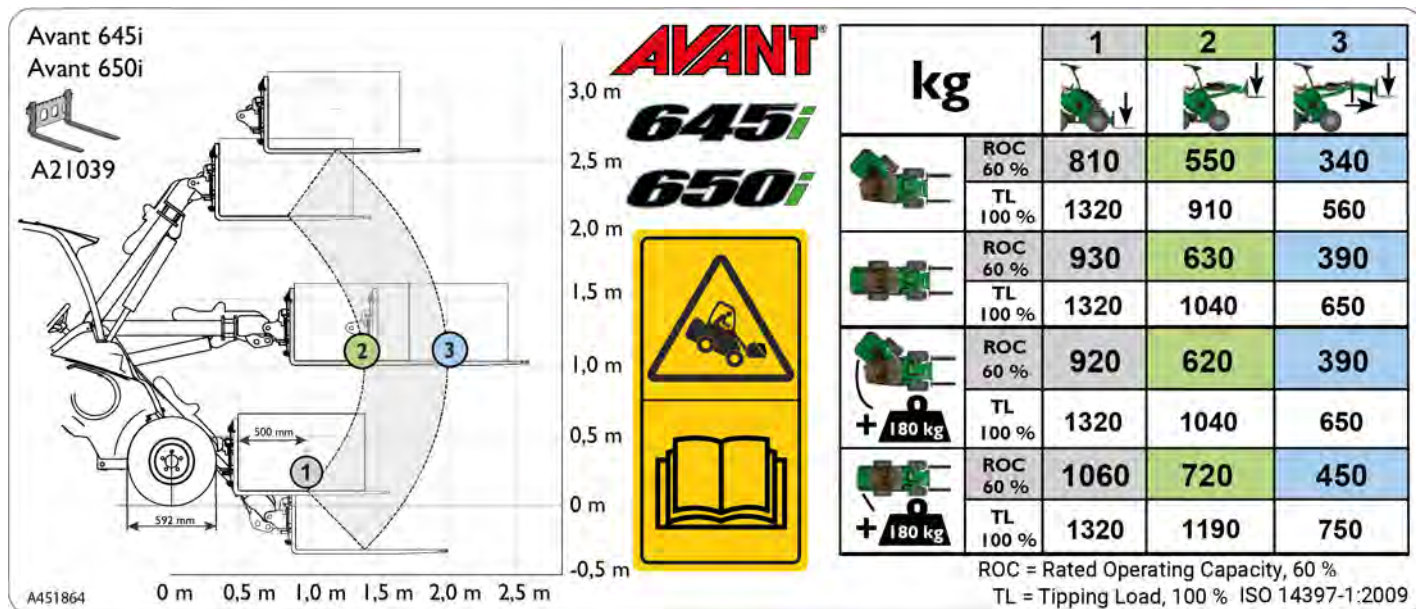 Avant 645i
Avant 650i
A21039
3,0 m
2,5 m
2,0 m
1,5 m
1,0 m
0,5 m
0 m
-0,5 m
2
3
1
500 mm
592 mm
0 m 0,5 m 1,0 m 1,5 m 2,0 m 2,5 m
A451864
AVANT®
645i
650i
kg
1 2 3
ROC 60 % 810 550 340
TL 100 % 1320 910 560
ROC 60 % 930 630 390
TL 100 % 1320 1040 650
ROC 60 % 920 620 390
+ 180 kg TL 100 % 1320 1040 650
ROC 60 % 1060 720 450
+ 180 kg TL 100 % 1320 1190 750
ROC = Rated Operating Capacity, 60 %
TL = Tipping Load, 100 % ISO 14397-1:2009